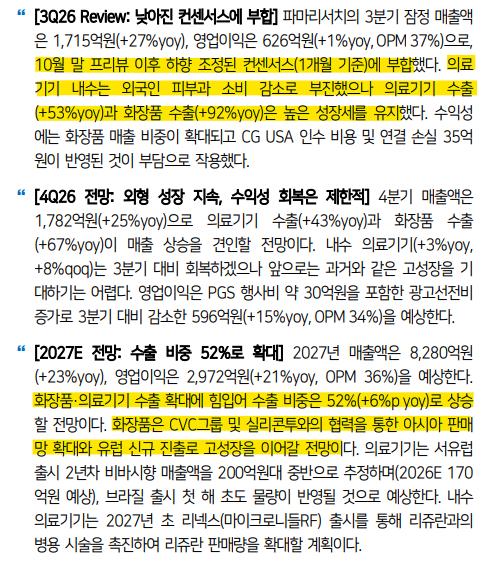 “ [3Q26 Review: 낮아진 컨센서스에 부합] 파마리서치의 3분기 잠정 매출액
은 1,715억원(+27%yoy), 영업이익은 626억원(+1%yoy, OPM 37%)으로,
10월 말 프리뷰 이후 하향 조정된 컨센서스(1개월 기준)에 부합했다. 의료
기기 내수는 외국인 피부과 소비 감소로 부진했으나 의료기기 수출
(+53%yoy)과 화장품 수출(+92%yoy)은 높은 성장세를 유지했다. 수익성
에는 화장품 매출 비중이 확대되고 CG USA 인수 비용 및 연결 손실 35억
원이 반영된 것이 부담으로 작용했다.
“ [4Q26 전망: 외형 성장 지속, 수익성 회복은 제한적] 4분기 매출액은
1,782억원(+25%yoy)으로 의료기기 수출(+43%yoy)과 화장품 수출
(+67%yoy)이 매출 상승을 견인할 전망이다. 내수 의료기기(+3%yoy,
+8%qoq)는 3분기 대비 회복하겠으나 앞으로는 과거와 같은 고성장을 기
대하기는 어렵다. 영업이익은 PGS 행사비 약 30억원을 포함한 광고선전비
증가로 3분기 대비 감소한 596억원(+15%yoy, OPM 34%)을 예상한다.
“ [2027E 전망: 수출 비중 52%로 확대] 2027년 매출액은 8,280억원
(+23%yoy), 영업이익은 2,972억원(+21%yoy, OPM 36%)을 예상한다.
화장품·의료기기 수출 확대에 힘입어 수출 비중은 52%(+6%p yoy)로 상승
할 전망이다. 화장품은 CVC그룹 및 실리콘투와의 협력을 통한 아시아 판매
망 확대와 유럽 신규 진출로 고성장을 이어갈 전망이다. 의료기기는 서유럽
출시 2년차 비바시향 매출액을 200억원대 중반으로 추정하며(2026E 170
억원 예상), 브라질 출시 첫 해 초도 물량이 반영될 것으로 예상한다. 내수
의료기기는 2027년 초 리넥스(마이크로니들RF) 출시를 통해 리쥬란과의
병용 시술을 촉진하여 리쥬란 판매량을 확대할 계획이다.